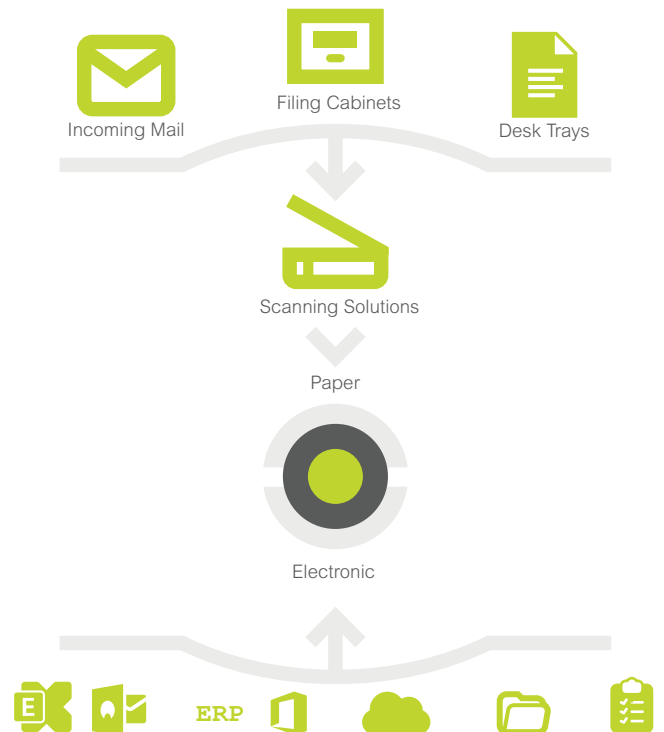 Filing Cabinets
Incoming Mail
Desk Trays
Scanning Solutions
Paper
Electronic
E
ERP